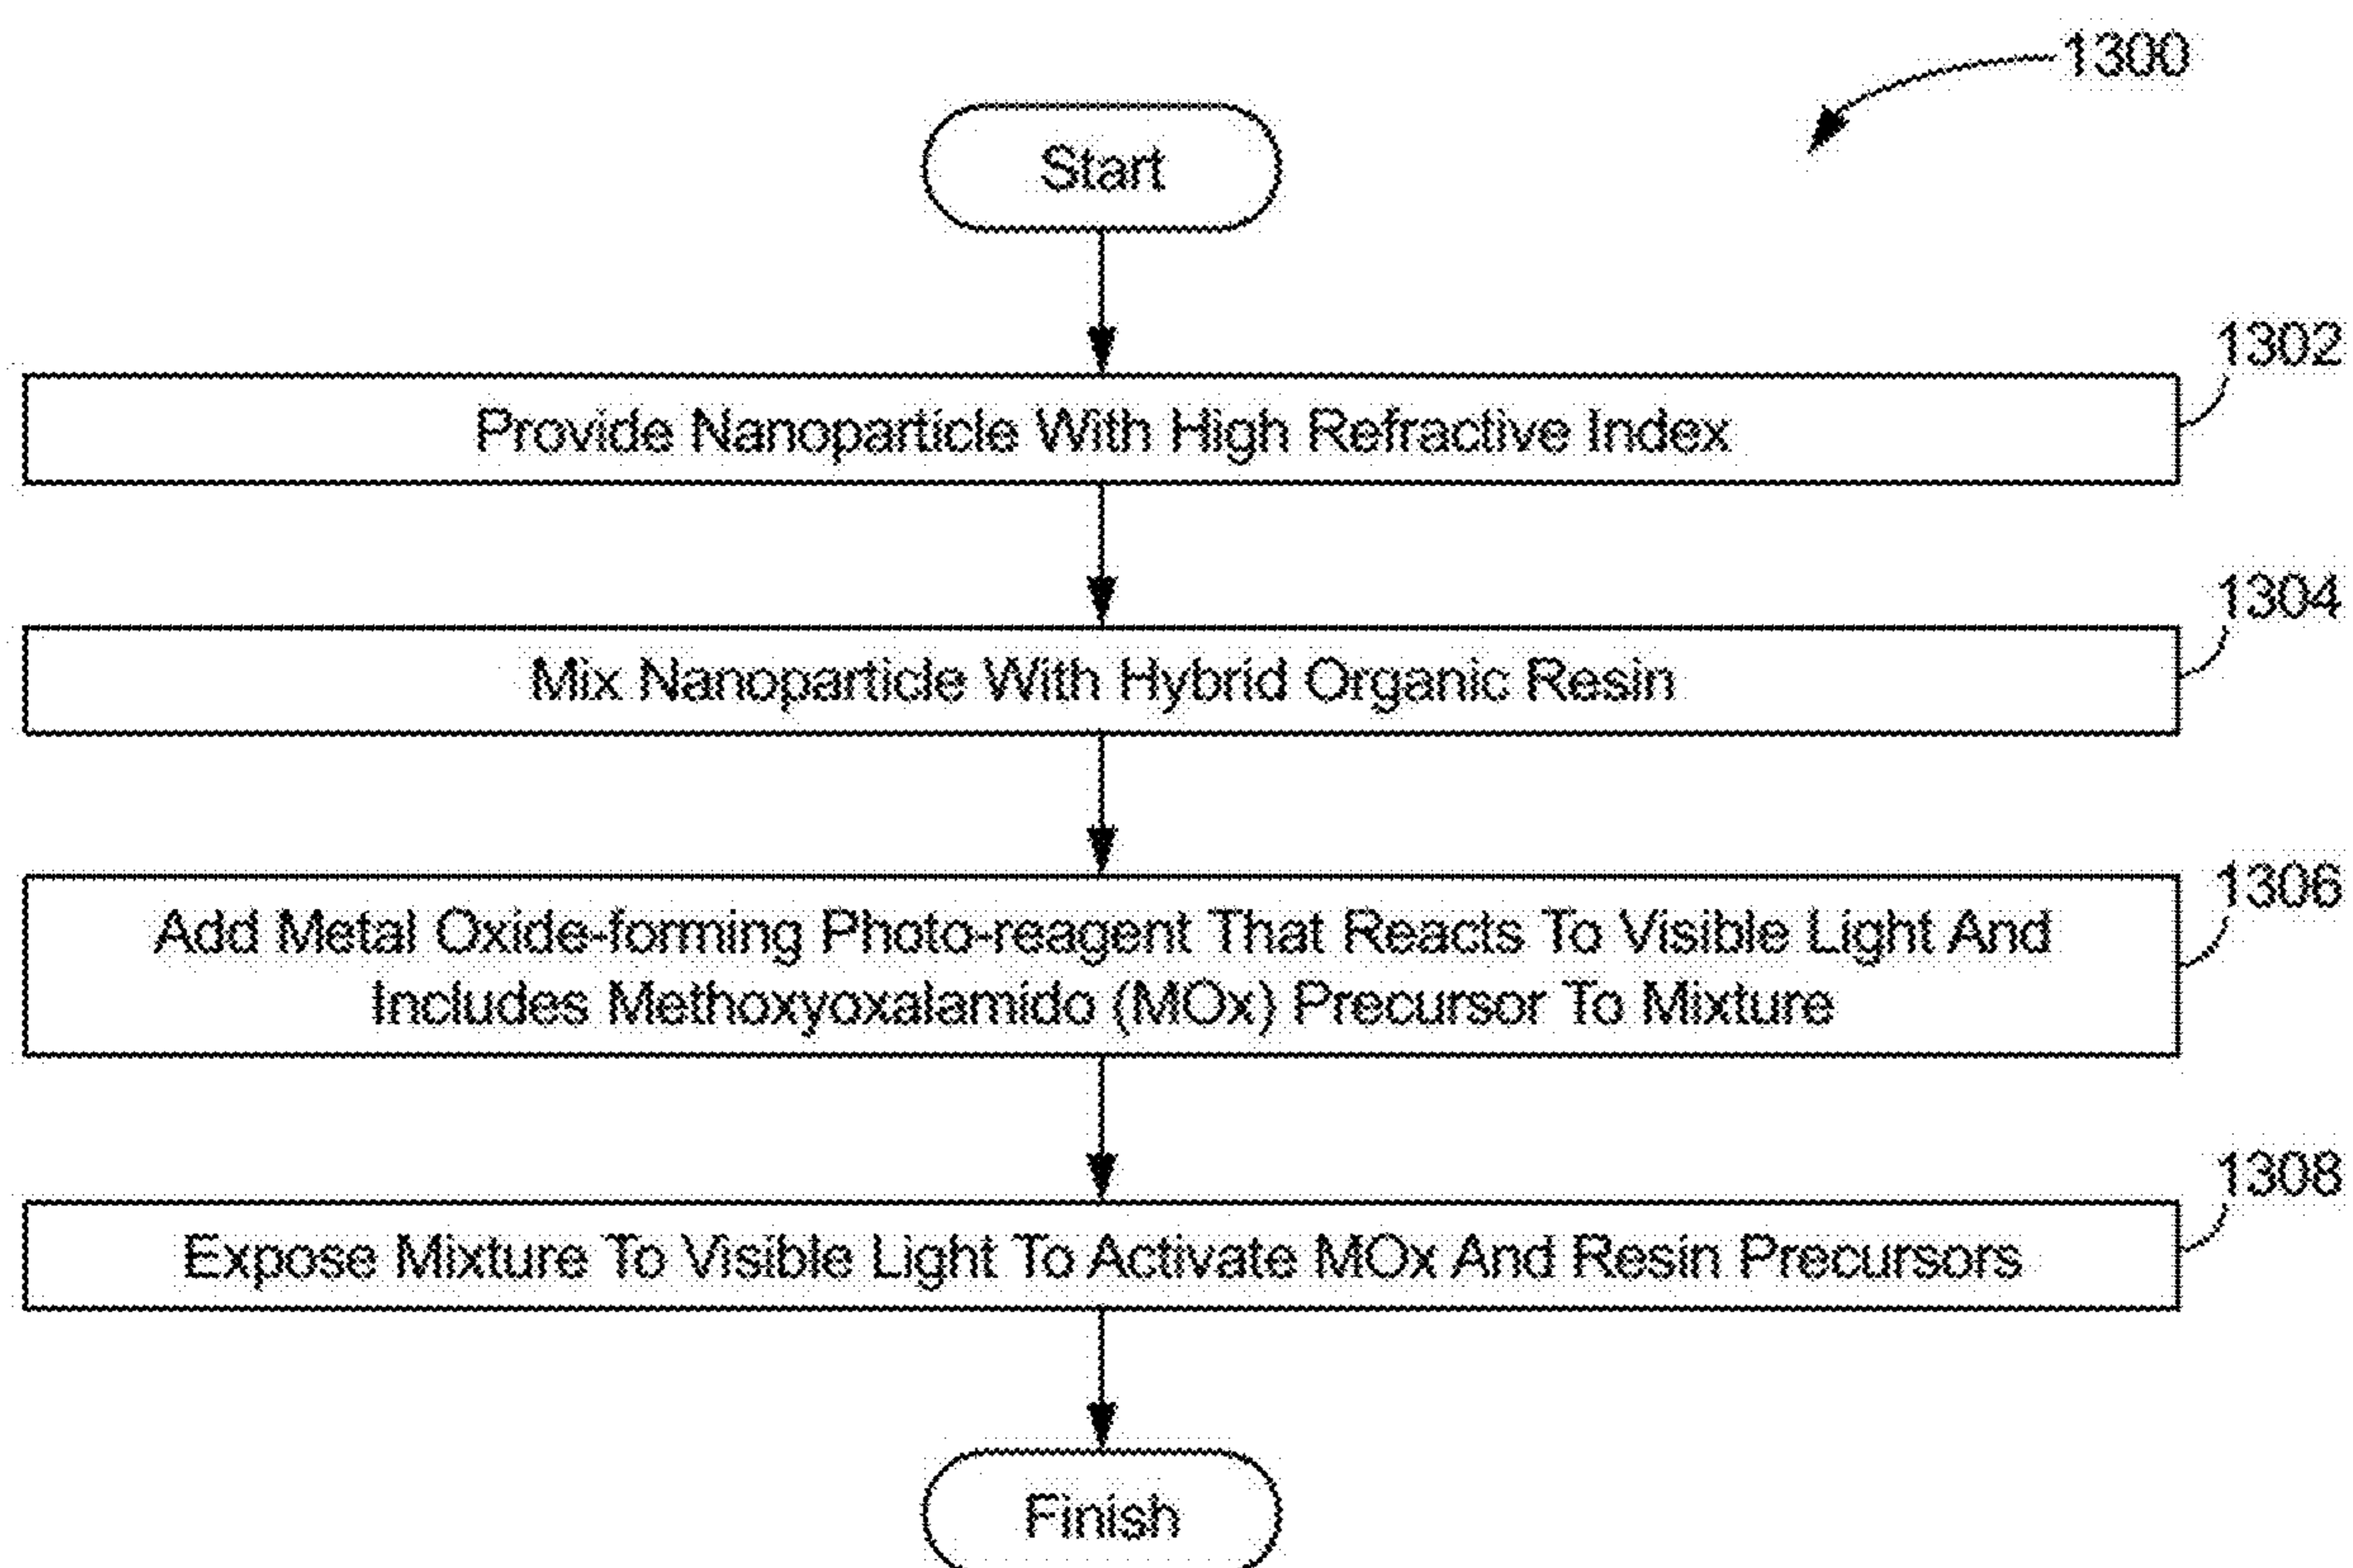 1300
Start
1302
Provide Nanoparticle With High Refractive Index
1304
Mix Nanoparticle With Hybrid Organic Resin
1306
Add Metal Oxide-forming Photo-reagent That Reacts To Visible Light And
Includes Methoxyoxalamido (MOx) Precursor To Mixture
1308
Expose Mixture To Visible Light To Activate MOx And Resin Precursors
Finish